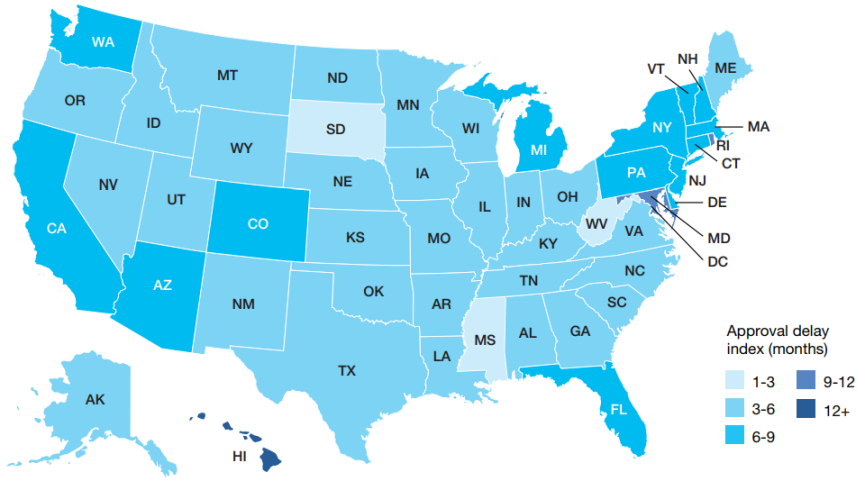 WA
MT
ND
OR
ID
SD
MN
WI
MI
VT
NH
ME
NY
MA
RI
CT
WY
NE
IA
PA
NJ
NV
UT
CO
IL
IN
OH
DE
WV
VA
MD
DC
CA
KS
MO
KY
AZ
NM
OK
AR
TN
NC
SC
TX
LA
MS
AL
GA
FL
AK
HI
Approval delay
index (months)
1-3
9-12
3-6
12+
6-9